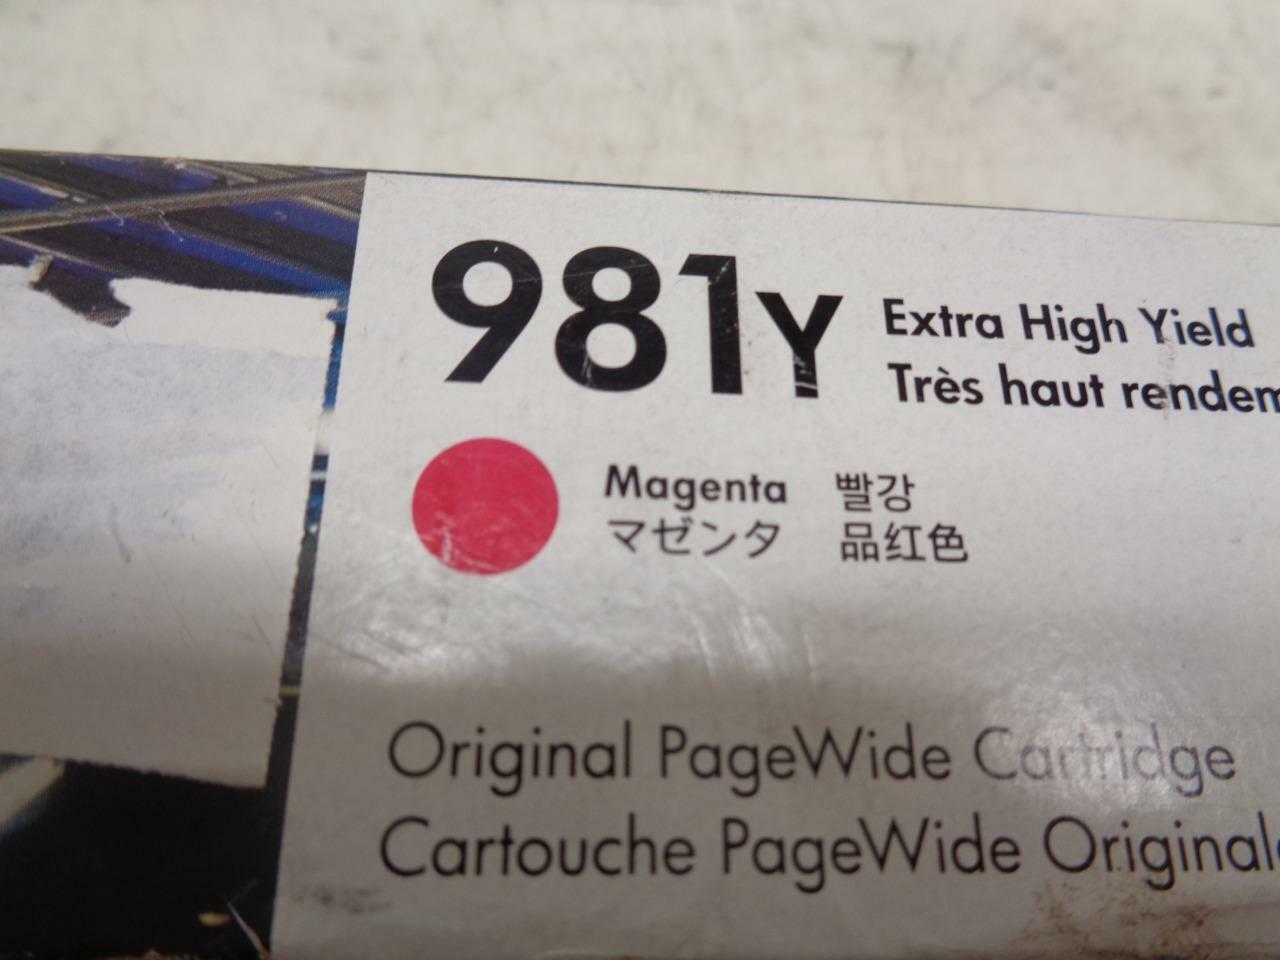 981Y Extra High Yield
Très haut rendem
Magenta 빨강
マゼンタ 品红色
Original PageWide Cartridge
Cartouche PageWide Original